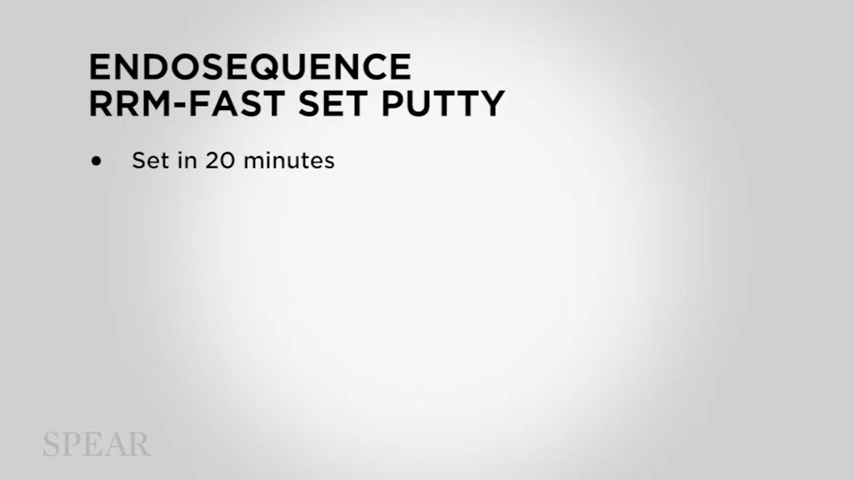 ENDOSEQUENCE
RRM-FAST SET PUTTY
• Set in 20 minutes
SPEAR